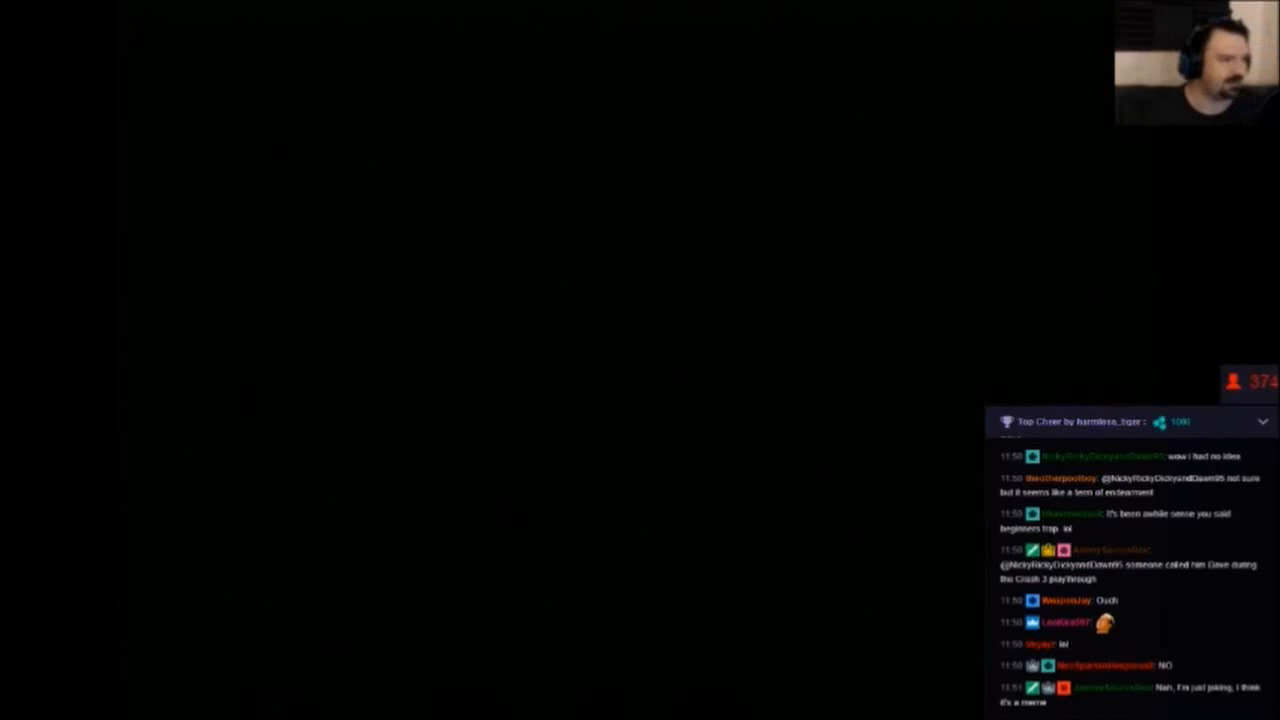 374
Top Cheer by harmless_tiger : 1000
11:50 NickyRickyDickyandDawn95: wow i had no idea
11:50 theotherpoolboy: @NickyRickyDickyandDawn95 not sure
but it seems like a term of endearment
11:50 It's been awhile sense you said
beginners trap. lol
11:50
@NickyRickyDickyandDawn95 someone called him Dave during
the Crash 3 playthrough
11:50 WeaponJay: Ouch
11:50
11:50 lol
11:50 NO
11:51 Nah, I'm just joking, I think
it's a meme